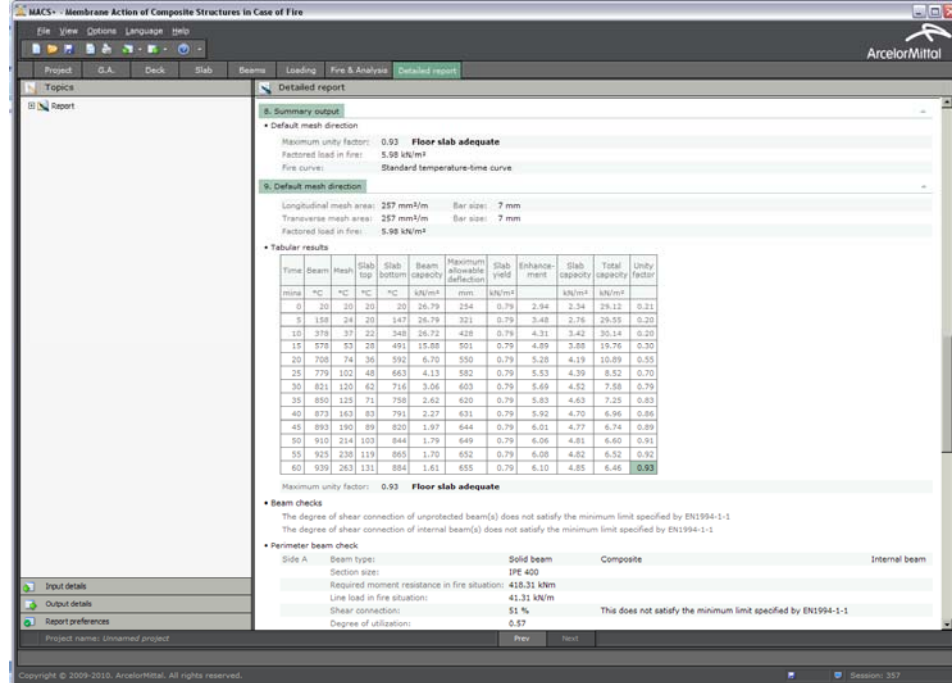 MACS+ - Membrane Action of Composite Structures in Case of Fire
File View Options Language Help
ArcelorMittal
Project G.A. Deck Slab Beams Loading Fire & Analysis Detailed report
Topics
Report
Detailed report
8. Summary output
• Default mesh direction
Maximum unity factor: 0.93 Floor slab adequate
Factored load in fire: 5.98 kN/m²
Fire curve: Standard temperature-time curve
9. Default mesh direction
Longitudinal mesh area: 257 mm²/m Bar size: 7 mm
Transverse mesh area: 257 mm²/m Bar size: 7 mm
Factored load in fire: 5.98 kN/m²
• Tabular results
Time Beam Mesh Slab top Slab bottom Beam capacity Maximum allowable deflection Slab yield Enhance-ment Slab capacity Total capacity Unity factor
mins °C °C °C °C kN/m² mm kN/m² kN/m² kN/m²
0 20 20 20 20 26.79 254 0.79 2.94 2.34 29.12 0.21
5 158 24 20 147 26.79 321 0.79 3.48 2.76 29.55 0.20
10 378 37 22 348 26.72 428 0.79 4.31 3.42 30.14 0.20
15 578 53 28 491 15.88 501 0.79 4.89 3.88 19.76 0.30
20 708 74 36 592 6.70 550 0.79 5.28 4.19 10.89 0.55
25 779 102 48 663 4.13 582 0.79 5.53 4.39 8.52 0.70
30 821 120 62 716 3.06 603 0.79 5.69 4.52 7.58 0.79
35 850 125 71 758 2.62 620 0.79 5.83 4.63 7.25 0.83
40 873 163 83 791 2.27 631 0.79 5.92 4.70 6.96 0.86
45 893 190 89 820 1.97 644 0.79 6.01 4.77 6.74 0.89
50 910 214 103 844 1.79 649 0.79 6.06 4.81 6.60 0.91
55 925 238 119 865 1.70 652 0.79 6.08 4.82 6.52 0.92
60 939 263 131 884 1.61 655 0.79 6.10 4.85 6.46 0.93
Maximum unity factor: 0.93 Floor slab adequate
• Beam checks
The degree of shear connection of unprotected beam(s) does not satisfy the minimum limit specified by EN1994-1-1
The degree of shear connection of internal beam(s) does not satisfy the minimum limit specified by EN1994-1-1
• Perimeter beam check
Side A Beam type: Solid beam Composite Internal beam
Section size: IPE 400
Required moment resistance in fire situation: 418.31 kNm
Line load in fire situation: 41.31 kN/m
Shear connection: 51 % This does not satisfy the minimum limit specified by EN1994-1-1
Degree of utilization: 0.57
Input details
Output details
Report preferences
Project name: Unnamed project
Prev Next
Copyright © 2009-2010. ArcelorMittal. All rights reserved.
Session: 357